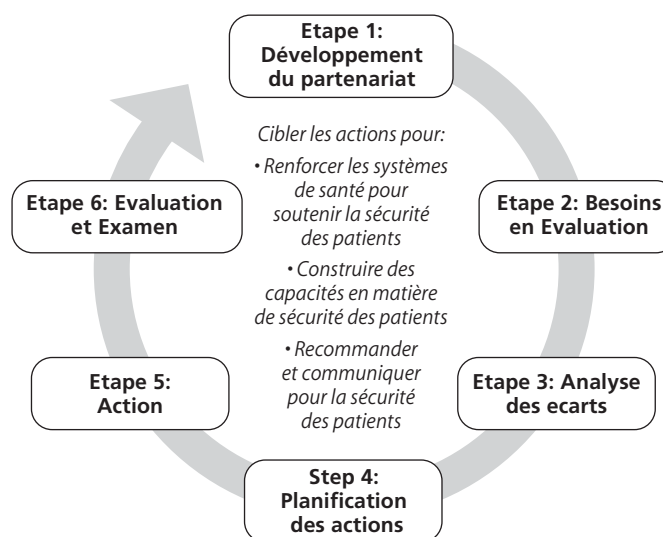 Etape 1:
Développement
du partenariat
Cibler les actions pour:
• Renforcer les systèmes
de santé pour
soutenir la sécurité
des patients
• Construire des
capacités en matière
de sécurité des patients
• Recommander
et communiquer
pour la sécurité
des patients
Etape 2: Besoins
en Evaluation
Etape 3: Analyse
des ecarts
Step 4:
Planification
des actions
Etape 5:
Action
Etape 6: Evaluation
et Examen